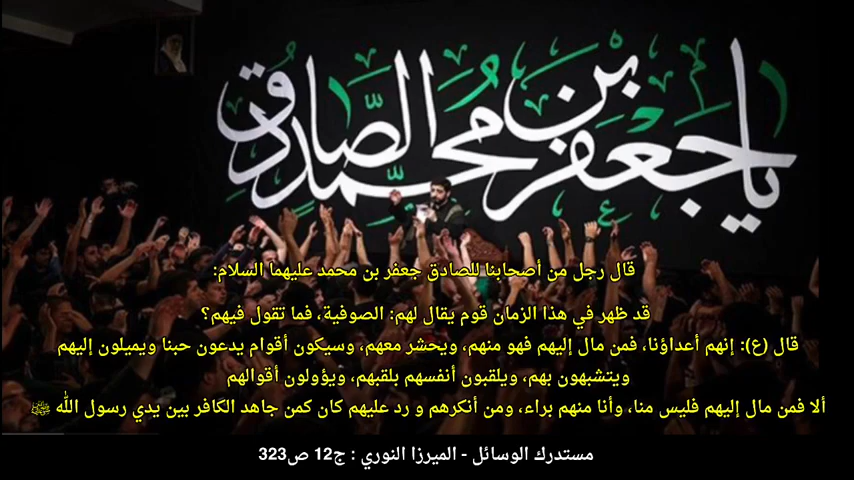 يا جعفر بن محمد الصادق
قال رجل من أصحابنا للصادق جعفر بن محمد عليهما السلام:
قد ظهر في هذا الزمان قوم يقال لهم: الصوفية، فما تقول فيهم؟
قال (ع): إنهم أعداؤنا، فمن مال إليهم فهو منهم، ويحشر معهم، وسيكون أقوام يدعون حبنا ويميلون إليهم
ويتشبهون بهم، ويلقبون أنفسهم بلقبهم، ويؤولون أقوالهم
ألا فمن مال إليهم فليس منا، وأنا منهم براء، ومن أنكرهم و رد عليهم كان كمن جاهد الكافر بين يدي رسول الله ﷺ
مستدرك الوسائل - الميرزا النوري : ج12 ص323